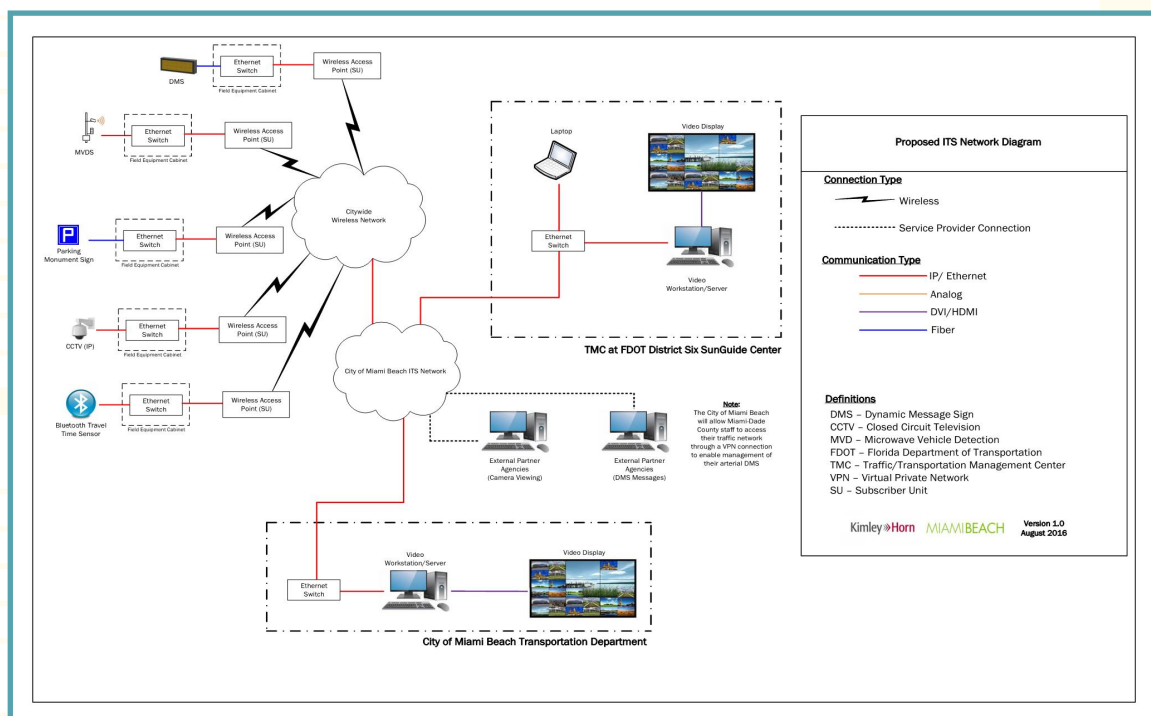 DMS
Ethernet
Switch
Field Equipment Cabinet
Wireless Access
Point (SU)
MVDS
Ethernet
Switch
Field Equipment Cabinet
Wireless Access
Point (SU)
Parking
Monument Sign
Ethernet
Switch
Field Equipment Cabinet
Wireless Access
Point (SU)
CCTV (IP)
Ethernet
Switch
Field Equipment Cabinet
Wireless Access
Point (SU)
Bluetooth Travel
Time Sensor
Ethernet
Switch
Field Equipment Cabinet
Wireless Access
Point (SU)
Citywide
Wireless Network
City of Miami Beach ITS Network
Laptop
Video Display
Ethernet
Switch
Video
Workstation/Server
TMC at FDOT District Six SunGuide Center
External Partner
Agencies
(Camera Viewing)
External Partner
Agencies
(DMS Messages)
Note:
The City of Miami Beach
will allow Miami-Dade
County staff to access
their traffic network
through a VPN connection
to enable management of
their arterial DMS
Ethernet
Switch
Video
Workstation/Server
Video Display
City of Miami Beach Transportation Department
Proposed ITS Network Diagram
Connection Type
Wireless
Service Provider Connection
Communication Type
IP/ Ethernet
Analog
DVI/HDMI
Fiber
Definitions
DMS – Dynamic Message Sign
CCTV – Closed Circuit Television
MVD – Microwave Vehicle Detection
FDOT – Florida Department of Transportation
TMC – Traffic/Transportation Management Center
VPN – Virtual Private Network
SU – Subscriber Unit
Kimley»Horn
MIAMIBEACH
Version 1.0
August 2016
P